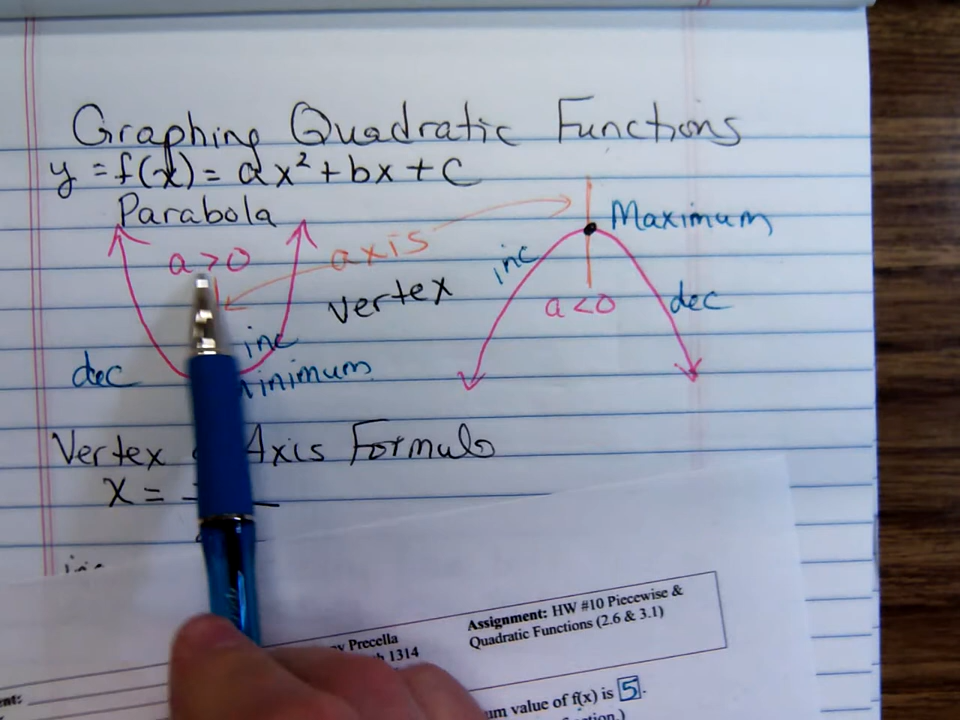 Graphing Quadratic Functions
y = f(x) = ax² + bx + c
Parabola
Maximum
a > 0
axis
inc
vertex
a < 0
dec
inc
dec
Vertex Axis Formula
x =
Assignment: HW #10 Piecewise &
Quadratic Functions (2.6 & 3.1)
Precella
1314
value of f(x) is 5.